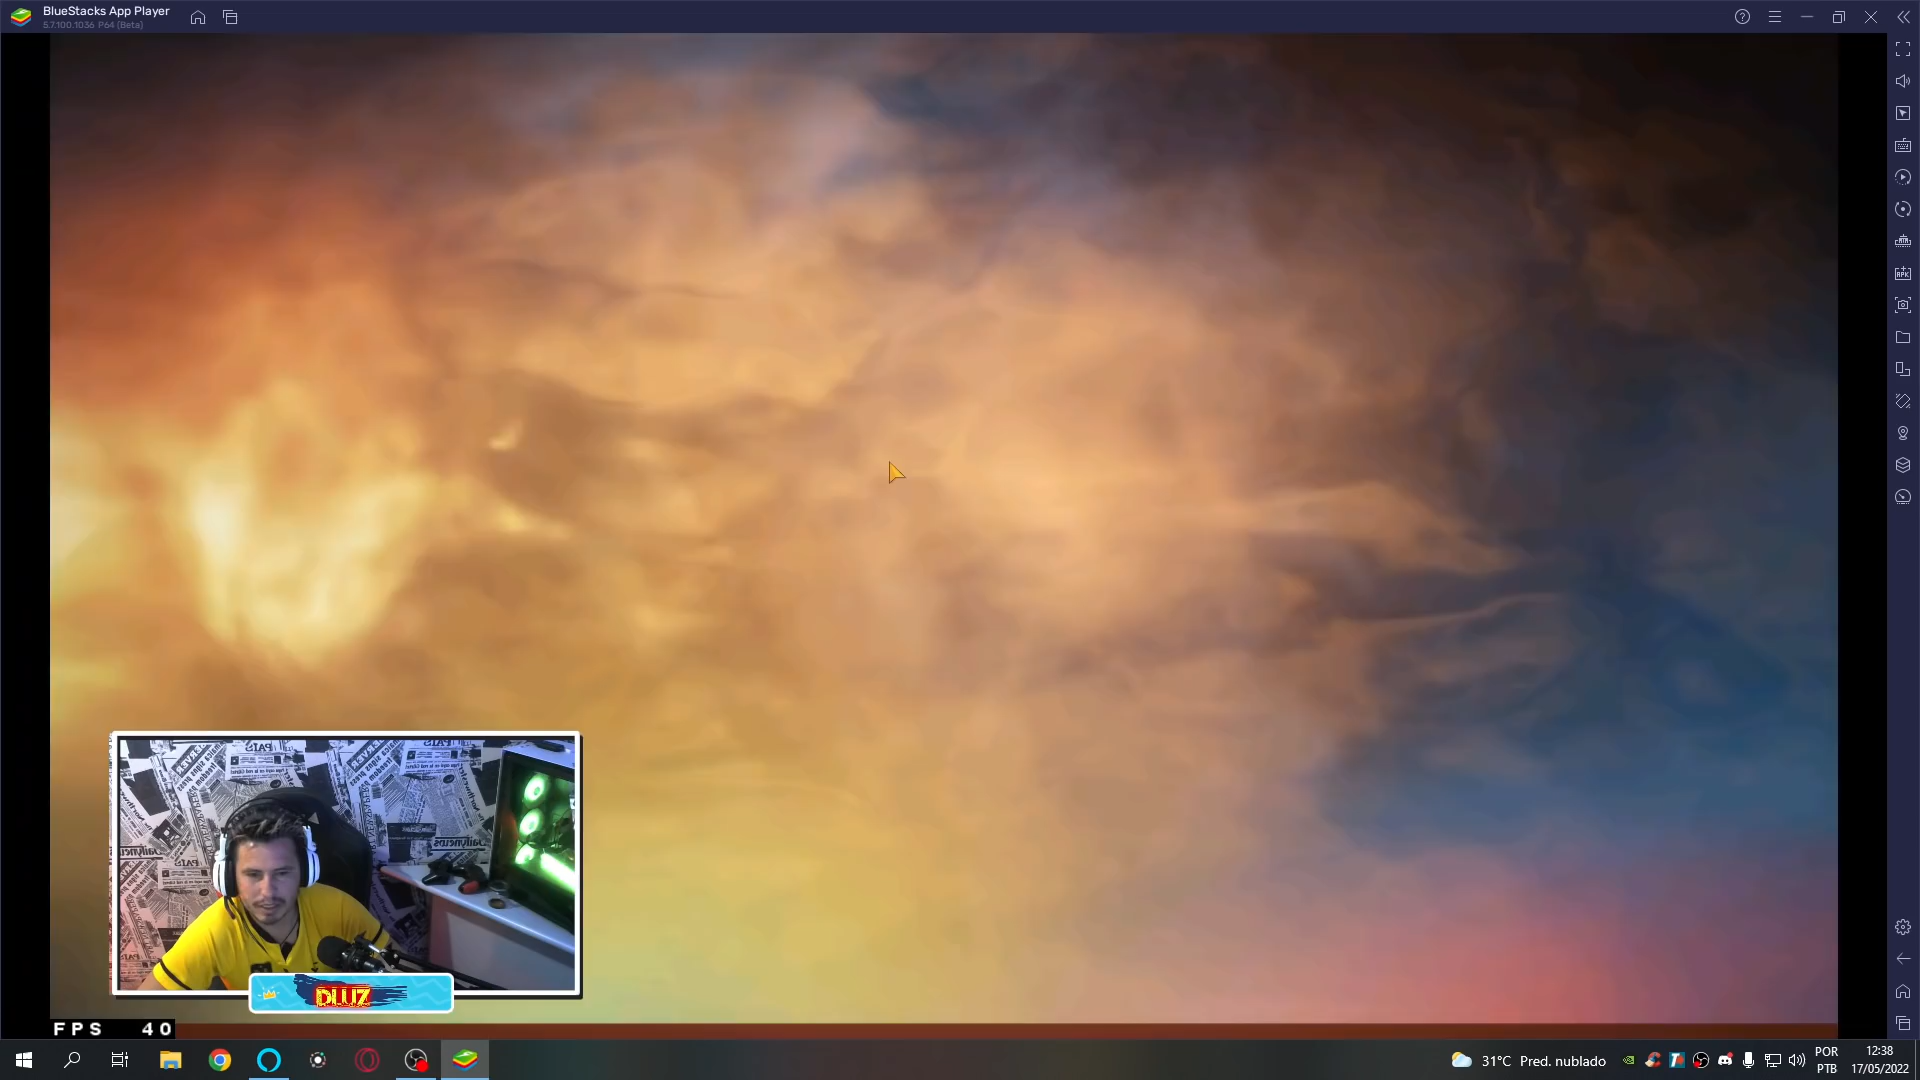 BlueStacks App Player
5.7.100.1036 P64 (Beta)
APK
DLUZ
FPS 40
31°C Pred. nublado
POR
PTB
12:38
17/05/2022